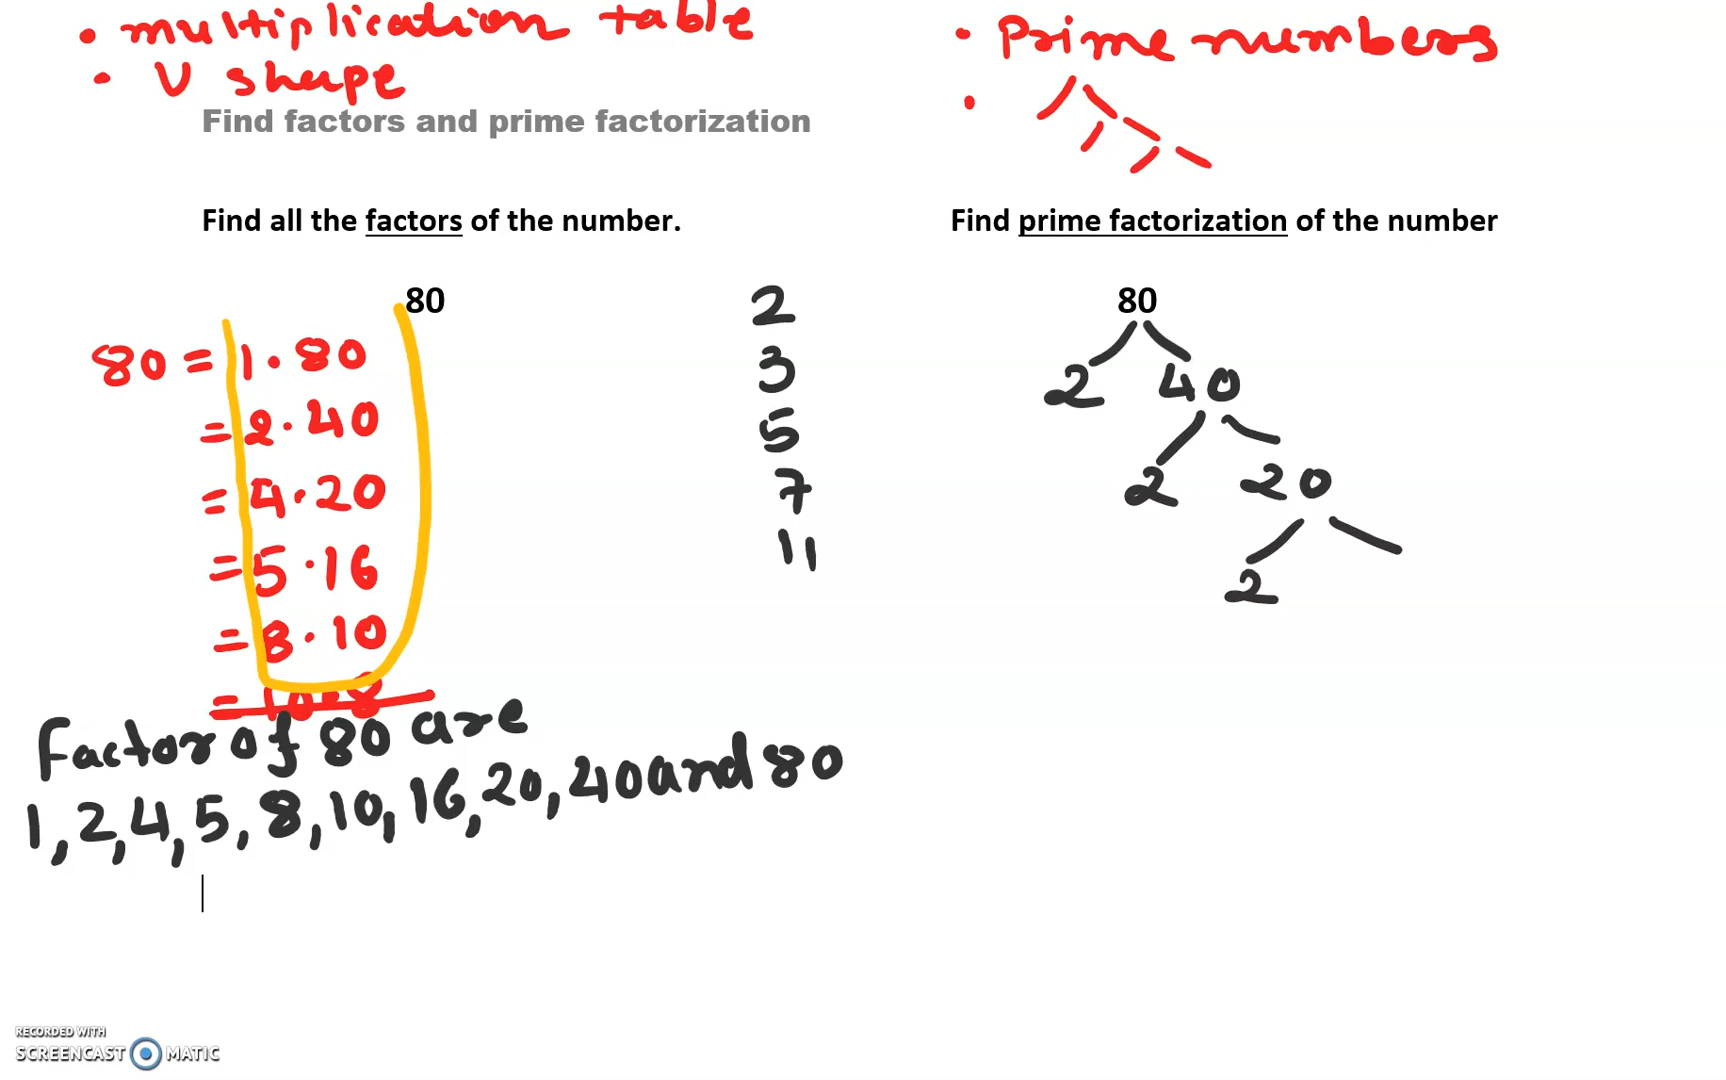 • multiplication table
• V shape
Find factors and prime factorization
• Prime numbers
•
Find all the factors of the number.
80
80 = 1 · 80
= 2 · 40
= 4 · 20
= 5 · 16
= 8 · 10
= 10 · 8
Factor of 80 are
1, 2, 4, 5, 8, 10, 16, 20, 40 and 80
2
3
5
7
11
Find prime factorization of the number
80
2 40
2 20
2
RECORDED WITH
SCREENCAST MATIC